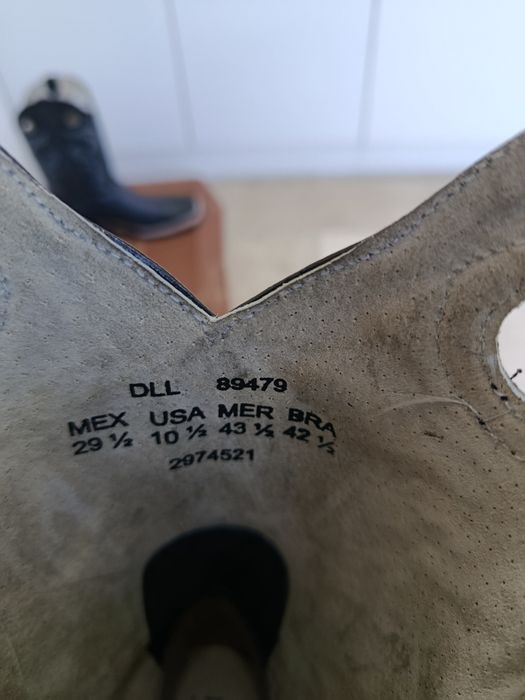 DLL 89479
MEX USA MER BRA
29 ½ 10 ½ 43 ½ 42 ½
2974521